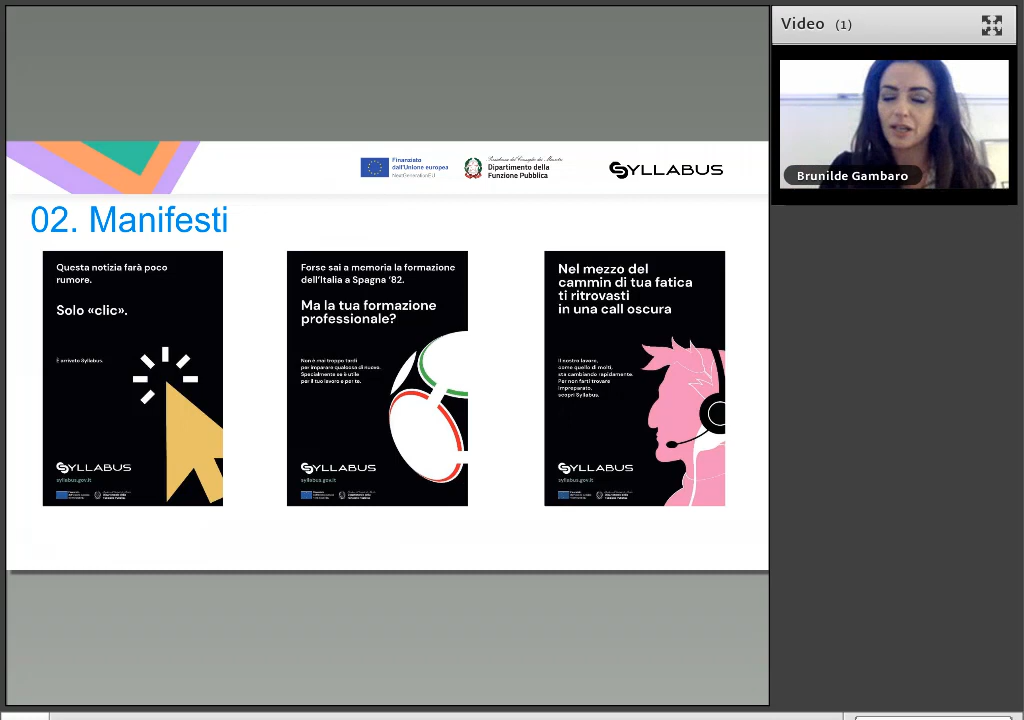 Video (1)
Brunilde Gambaro
Finanziato
dall'Unione europea
NextGenerationEU
Presidenza del Consiglio dei Ministri
Dipartimento della
Funzione Pubblica
SYLLABUS
02. Manifesti
Questa notizia farà poco
rumore.
Solo «clic».
È arrivato Syllabus.
SYLLABUS
syllabus.gov.it
Forse sai a memoria la formazione
dell'Italia a Spagna '82.
Ma la tua formazione
professionale?
Non è mai troppo tardi
per imparare qualcosa di nuovo.
Specialmente se è utile
per il tuo lavoro e per te.
SYLLABUS
syllabus.gov.it
Nel mezzo del
cammin di tua fatica
ti ritrovasti
in una call oscura
Il nostro lavoro,
come quello di molti,
sta cambiando rapidamente.
Per non farti trovare
impreparato,
scopri Syllabus.
SYLLABUS
syllabus.gov.it